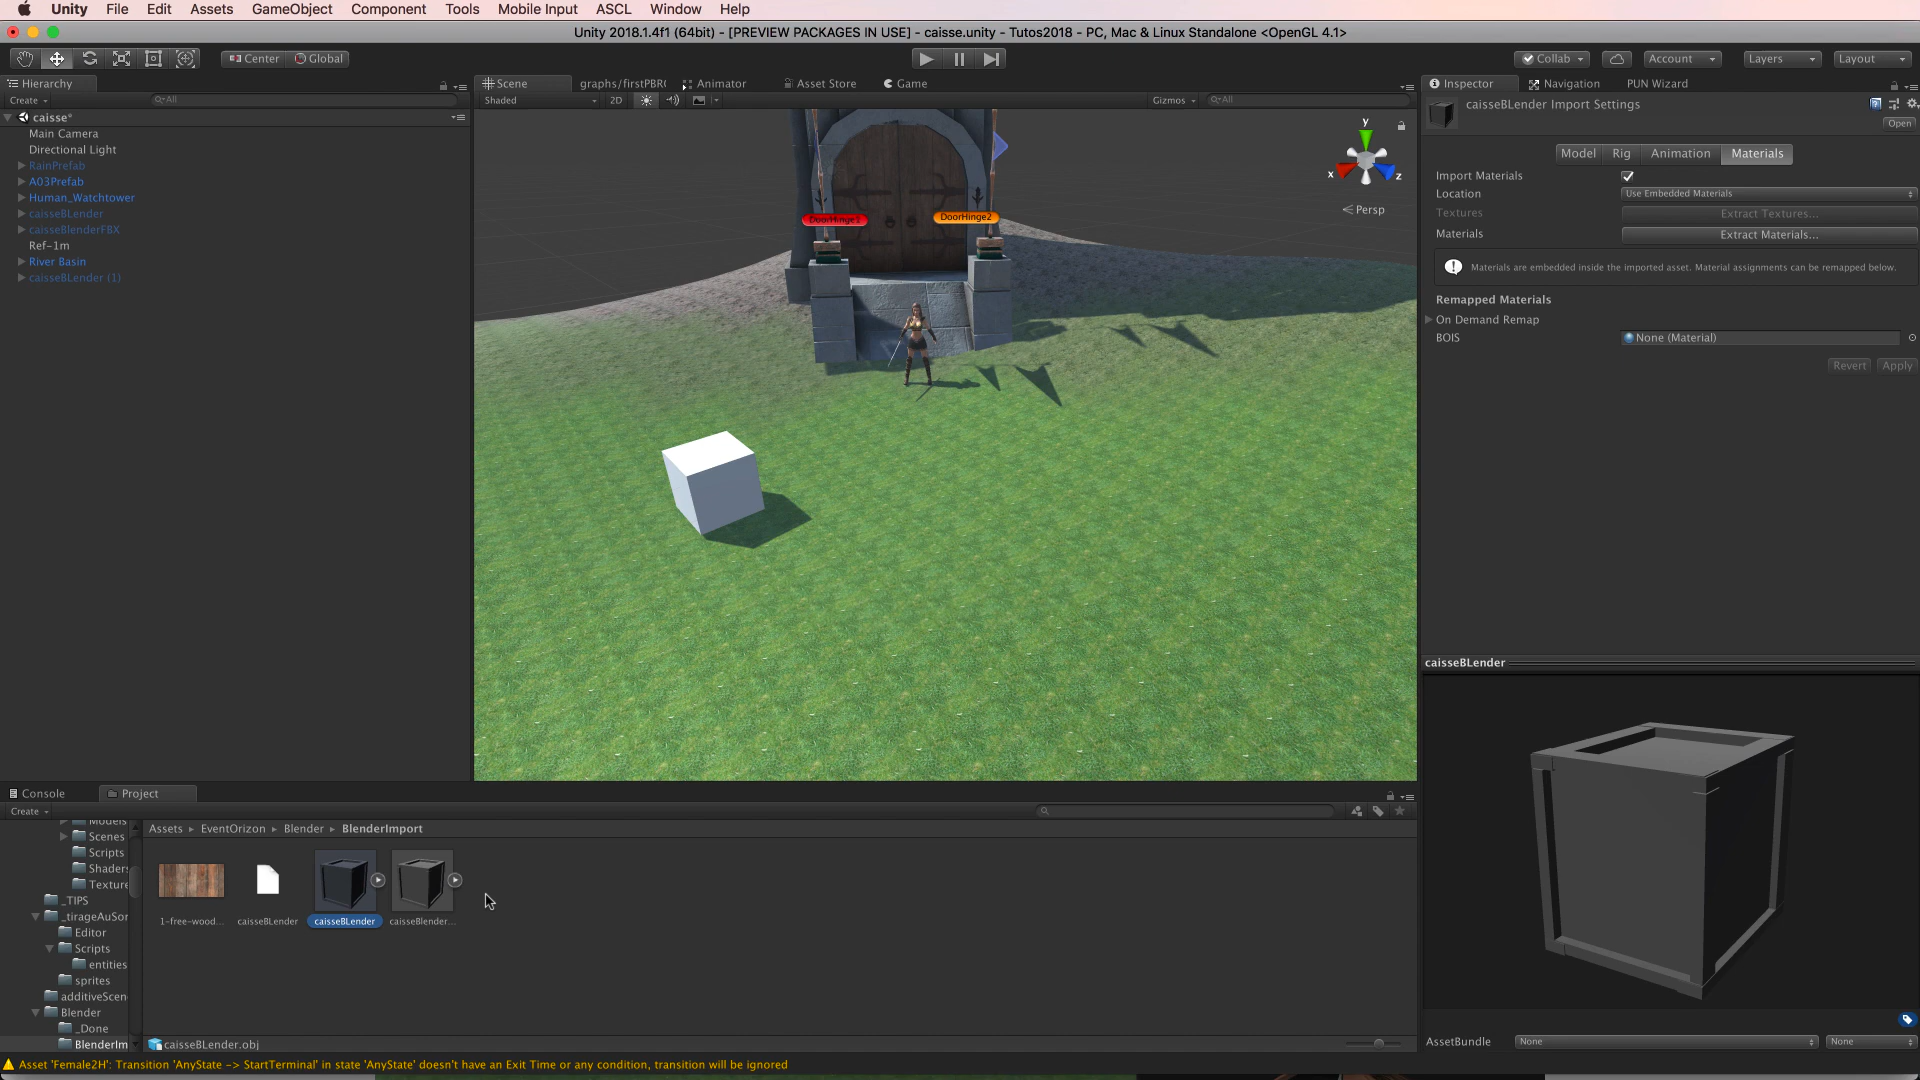 Unity File Edit Assets GameObject Component Tools Mobile Input ASCL Window Help
Unity 2018.1.4f1 (64bit) - [PREVIEW PACKAGES IN USE] - caisse.unity - Tutos2018 - PC, Mac & Linux Standalone <OpenGL 4.1>
Center Global Collab Account Layers Layout
Hierarchy
Create All
caisse*
Main Camera
Directional Light
RainPrefab
A03Prefab
Human_Watchtower
caisseBLender
caisseBlenderFBX
Ref-1m
River Basin
caisseBLender (1)
Scene graphs/firstPBR Animator Asset Store Game
Shaded 2D Gizmos All
y
x
z
Persp
DoorHinge2
DoorHinge2
Inspector Navigation PUN Wizard
caisseBLender Import Settings
Open
Model Rig Animation Materials
Import Materials
Location Use Embedded Materials
Textures Extract Textures...
Materials Extract Materials...
Materials are embedded inside the imported asset. Material assignments can be remapped below.
Remapped Materials
On Demand Remap
BOIS None (Material)
Revert Apply
caisseBLender
AssetBundle None None
Console Project
Create
Models
Scenes
Scripts
Shaders
Texture
_TIPS
_tirageAuSor
Editor
Scripts
entities
sprites
additiveScen
Blender
_Done
BlenderIm
Assets EventOrizon Blender BlenderImport
1-free-wood... caisseBLender caisseBLender caisseBlender...
caisseBLender.obj
Asset 'Female2H': Transition 'AnyState -> StartTerminal' in state 'AnyState' doesn't have an Exit Time or any condition, transition will be ignored